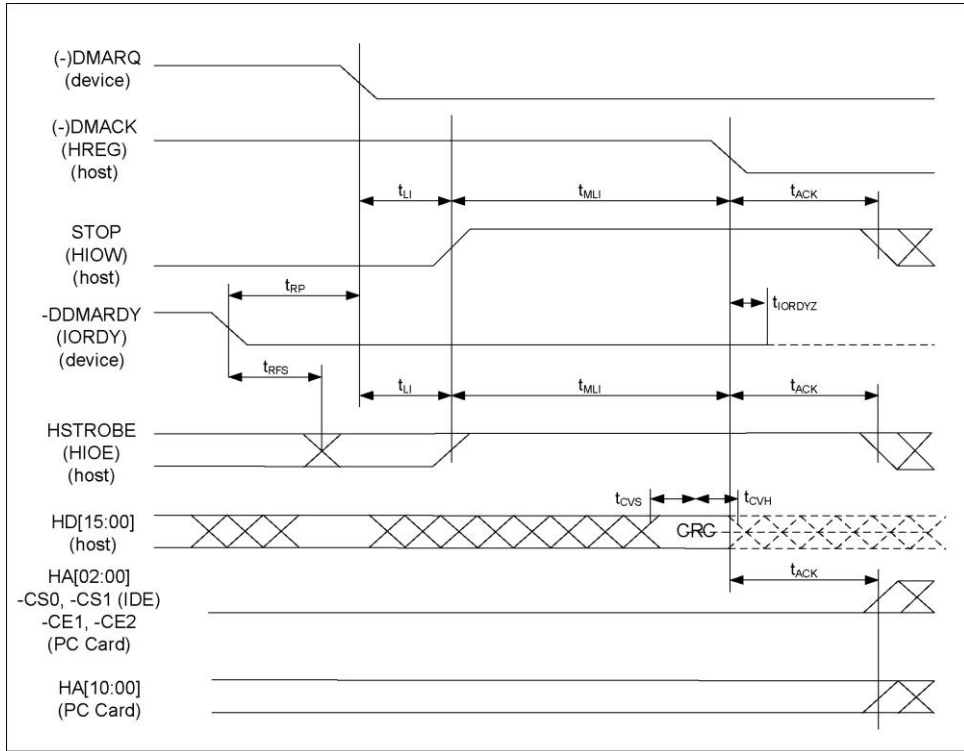 (-)DMARQ
(device)
(-)DMACK
(HREG)
(host)
tLI
tMLI
tACK
STOP
(HIOW)
(host)
tRP
tIORDYZ
-DDMARDY
(IORDY)
(device)
tRFS
tLI
tMLI
tACK
HSTROBE
(HIOE)
(host)
tCVS
tCVH
HD[15:00]
(host)
CRC
tACK
HA[02:00]
-CS0, -CS1 (IDE)
-CE1, -CE2
(PC Card)
HA[10:00]
(PC Card)